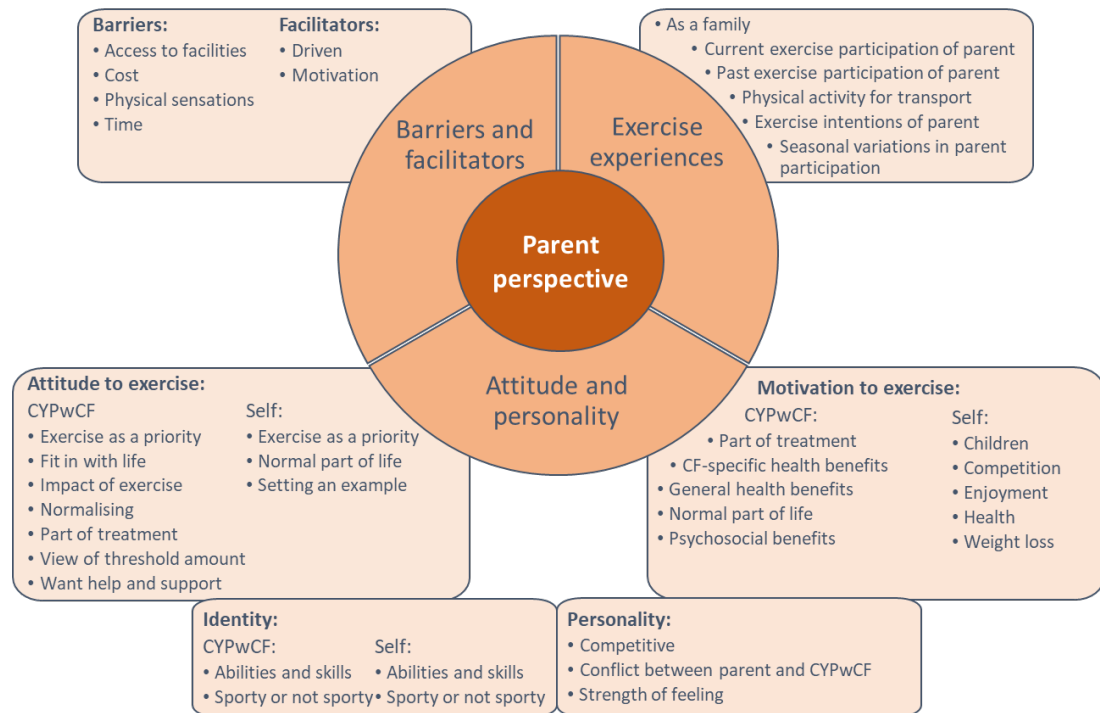 Barriers:
• Access to facilities
• Cost
• Physical sensations
• Time
Facilitators:
• Driven
• Motivation
• As a family
• Current exercise participation of parent
• Past exercise participation of parent
• Physical activity for transport
• Exercise intentions of parent
• Seasonal variations in parent
participation
Barriers and
facilitators
Exercise
experiences
Parent
perspective
Attitude and
personality
Attitude to exercise:
CYPwCF
• Exercise as a priority
• Fit in with life
• Impact of exercise
• Normalising
• Part of treatment
• View of threshold amount
• Want help and support
Self:
• Exercise as a priority
• Normal part of life
• Setting an example
Motivation to exercise:
CYPwCF:
• Part of treatment
• CF-specific health benefits
• General health benefits
• Normal part of life
• Psychosocial benefits
Self:
• Children
• Competition
• Enjoyment
• Health
• Weight loss
Identity:
CYPwCF:
• Abilities and skills
• Sporty or not sporty
Self:
• Abilities and skills
• Sporty or not sporty
Personality:
• Competitive
• Conflict between parent and CYPwCF
• Strength of feeling